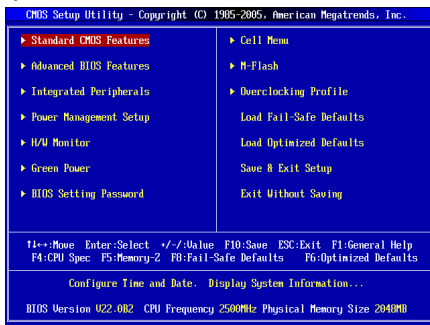 CMOS Setup Utility - Copyright (C) 1985-2005, American Megatrends, Inc.
▶ Standard CMOS Features
▶ Advanced BIOS Features
▶ Integrated Peripherals
▶ Power Management Setup
▶ H/W Monitor
▶ Green Power
▶ BIOS Setting Password
▶ Cell Menu
▶ M-Flash
▶ Overclocking Profile
Load Fail-Safe Defaults
Load Optimized Defaults
Save & Exit Setup
Exit Without Saving
↑↓←→:Move Enter:Select +/-/:Value F10:Save ESC:Exit F1:General Help
F4:CPU Spec F5:Memory-Z F8:Fail-Safe Defaults F6:Optimized Defaults
Configure Time and Date. Display System Information...
BIOS Version V22.0B2 CPU Frequency 2500MHz Physical Memory Size 2048MB